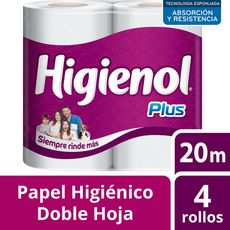 TECNOLOGÍA ESPONJADA
ABSORCIÓN
Y RESISTENCIA
Higienol
Plus
Siempre rinde más
20m
Papel Higiénico
Doble Hoja
4
rollos